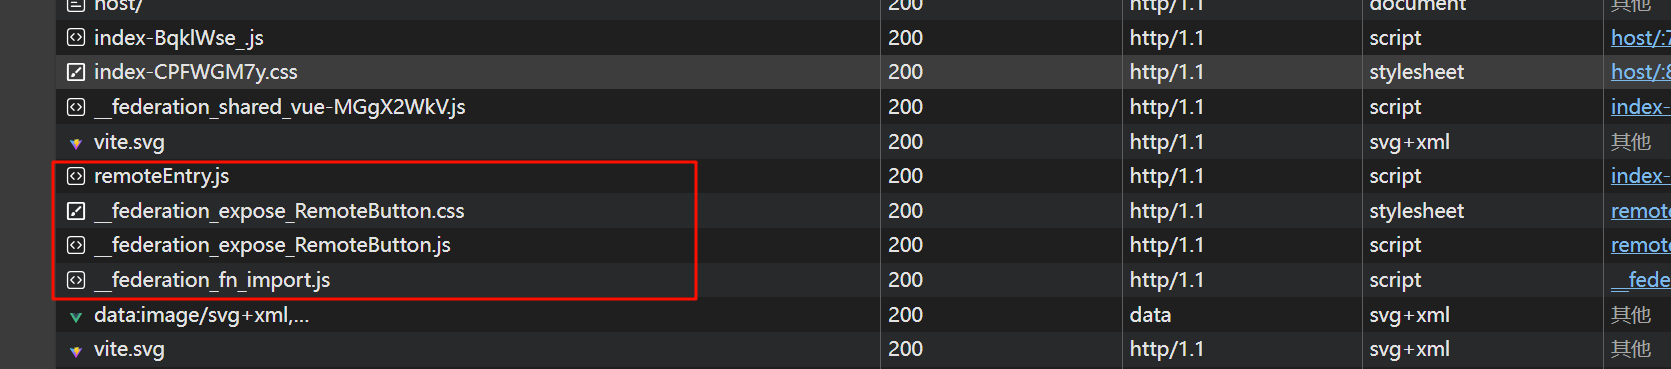 host/ 200 http/1.1 document 其他
index-BqklWse_.js 200 http/1.1 script host/:7
index-CPFWGM7y.css 200 http/1.1 stylesheet host/:8
__federation_shared_vue-MGgX2WkV.js 200 http/1.1 script index-
vite.svg 200 http/1.1 svg+xml 其他
remoteEntry.js 200 http/1.1 script index-
__federation_expose_RemoteButton.css 200 http/1.1 stylesheet remote
__federation_expose_RemoteButton.js 200 http/1.1 script remote
__federation_fn_import.js 200 http/1.1 script __fede
data:image/svg+xml,... 200 data svg+xml 其他
vite.svg 200 http/1.1 svg+xml 其他